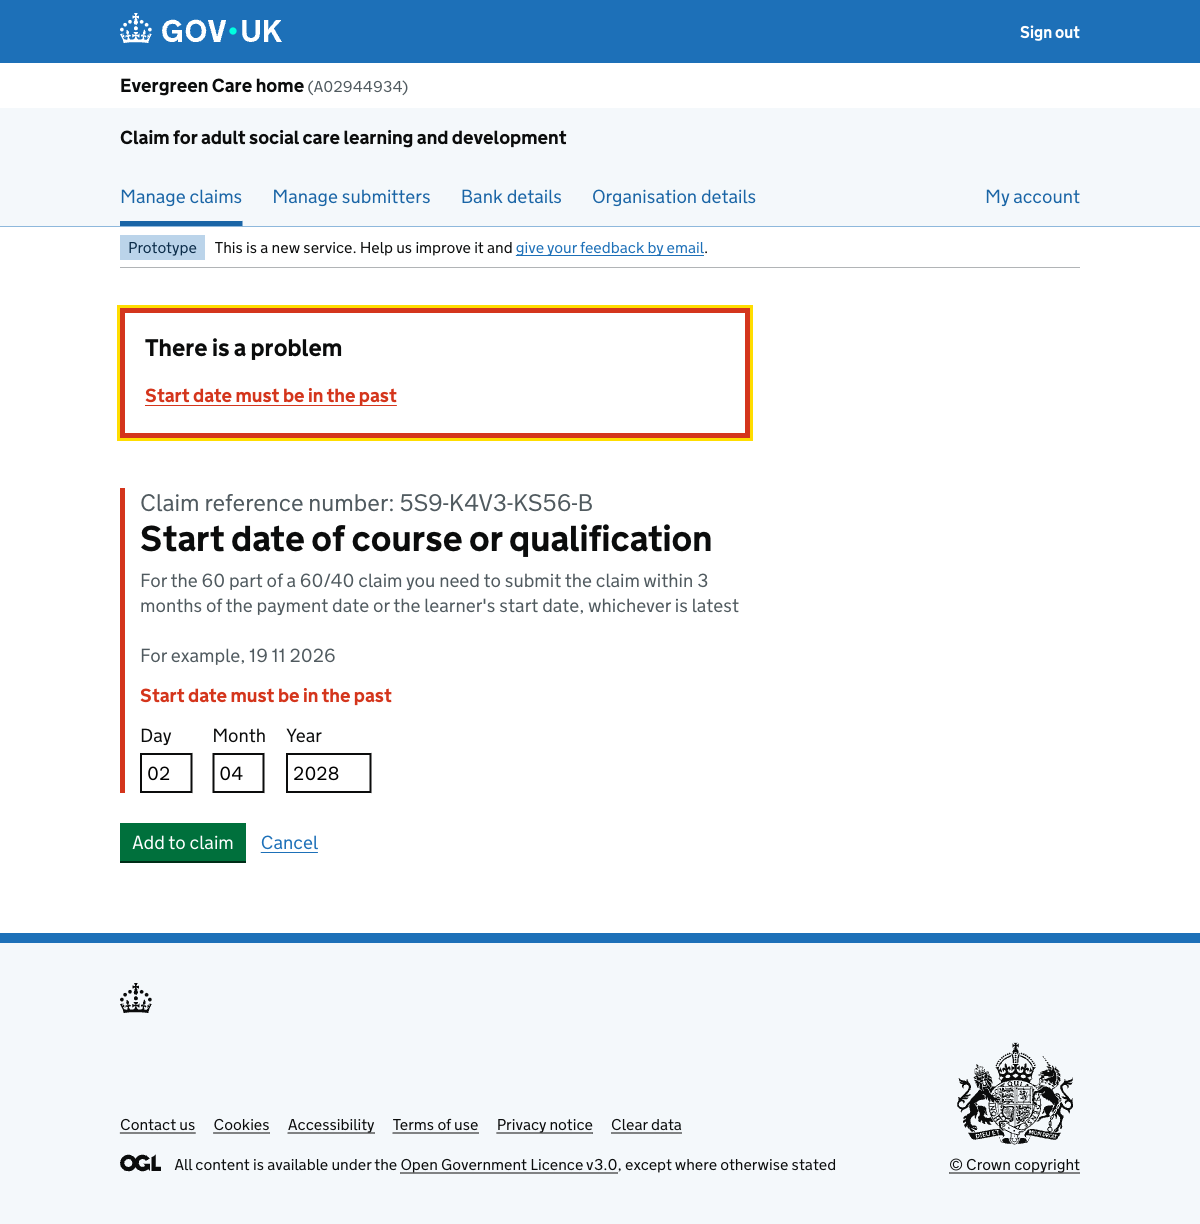 GOV·UK
Sign out
Evergreen Care home (A02944934)
Claim for adult social care learning and development
Manage claims Manage submitters Bank details Organisation details My account
Prototype This is a new service. Help us improve it and give your feedback by email.
There is a problem
Start date must be in the past
Claim reference number: 5S9-K4V3-KS56-B
Start date of course or qualification
For the 60 part of a 60/40 claim you need to submit the claim within 3
months of the payment date or the learner's start date, whichever is latest
For example, 19 11 2026
Start date must be in the past
Day Month Year
02 04 2028
Add to claim Cancel
Contact us Cookies Accessibility Terms of use Privacy notice Clear data
OGL All content is available under the Open Government Licence v3.0, except where otherwise stated
© Crown copyright